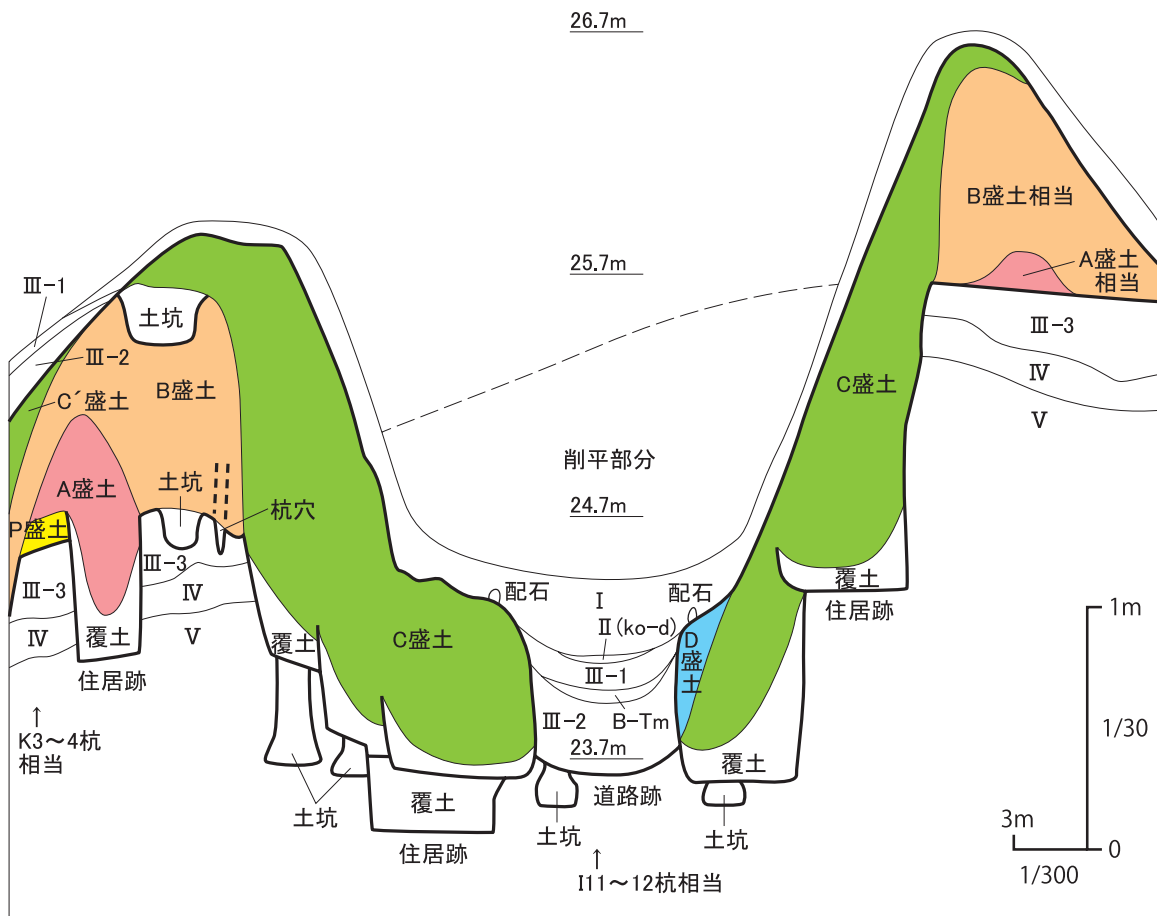 26.7m
B盛土相当
25.7m
A盛土
相当
Ⅲ-1
土坑
Ⅲ-3
Ⅲ-2
Ⅳ
C´盛土
B盛土
C盛土
Ⅴ
削平部分
A盛土
土坑
24.7m
杭穴
P盛土
Ⅲ-3
Ⅲ-3
配石
Ⅰ
配石
覆土
住居跡
Ⅳ
Ⅱ(ko-d)
1m
Ⅳ
Ⅴ
覆土
覆土
C盛土
D
盛
土
Ⅲ-1
住居跡
Ⅲ-2
B-Tm
K3~4杭
相当
23.7m
覆土
1/30
土坑
覆土
道路跡
3m
住居跡
土坑
土坑
0
I11~12杭相当
1/300